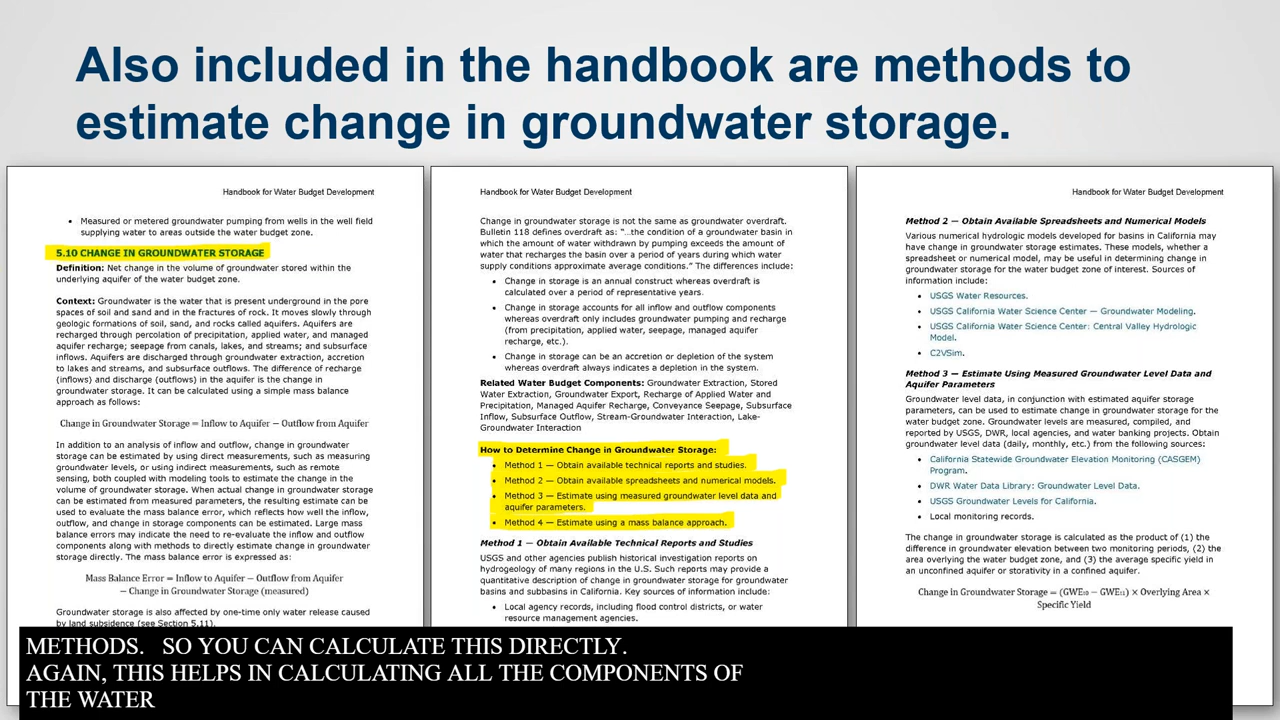 Also included in the handbook are methods to
estimate change in groundwater storage.
Handbook for Water Budget Development
• Measured or metered groundwater pumping from wells in the well field
supplying water to areas outside the water budget zone.
5.10 CHANGE IN GROUNDWATER STORAGE
Definition: Net change in the volume of groundwater stored within the
underlying aquifer of the water budget zone.
Context: Groundwater is the water that is present underground in the pore
spaces of soil and sand and in the fractures of rock. It moves slowly through
geologic formations of soil, sand, and rocks called aquifers. Aquifers are
recharged through percolation of precipitation, applied water, and managed
aquifer recharge; seepage from canals, lakes, and streams; and subsurface
inflows. Aquifers are discharged through groundwater extraction, accretion
to lakes and streams, and subsurface outflows. The difference of recharge
(inflows) and discharge (outflows) in the aquifer is the change in
groundwater storage. It can be calculated using a simple mass balance
approach as follows:
Change in Groundwater Storage = Inflow to Aquifer − Outflow from Aquifer
In addition to an analysis of inflow and outflow, change in groundwater
storage can be estimated by using direct measurements, such as measuring
groundwater levels, or using indirect measurements, such as remote
sensing, both coupled with modeling tools to estimate the change in the
volume of groundwater storage. When actual change in groundwater storage
can be estimated from measured parameters, the resulting estimate can be
used to evaluate the mass balance error, which reflects how well the inflow,
outflow, and change in storage components can be estimated. Large mass
balance errors may indicate the need to re-evaluate the inflow and outflow
components along with methods to directly estimate change in groundwater
storage directly. The mass balance error is expressed as:
Mass Balance Error = Inflow to Aquifer − Outflow from Aquifer
− Change in Groundwater Storage (measured)
Groundwater storage is also affected by one-time only water release caused
by land subsidence (see Section 5.11).
Handbook for Water Budget Development
Change in groundwater storage is not the same as groundwater overdraft.
Bulletin 118 defines overdraft as: "…the condition of a groundwater basin in
which the amount of water withdrawn by pumping exceeds the amount of
water that recharges the basin over a period of years during which water
supply conditions approximate average conditions." The differences include:
• Change in storage is an annual construct whereas overdraft is
calculated over a period of representative years.
• Change in storage accounts for all inflow and outflow components
whereas overdraft only includes groundwater pumping and recharge
(from precipitation, applied water, seepage, managed aquifer
recharge, etc.).
• Change in storage can be an accretion or depletion of the system
whereas overdraft always indicates a depletion in the system.
Related Water Budget Components: Groundwater Extraction, Stored
Water Extraction, Groundwater Export, Recharge of Applied Water and
Precipitation, Managed Aquifer Recharge, Conveyance Seepage, Subsurface
Inflow, Subsurface Outflow, Stream-Groundwater Interaction, Lake-
Groundwater Interaction
How to Determine Change in Groundwater Storage:
• Method 1 — Obtain available technical reports and studies.
• Method 2 — Obtain available spreadsheets and numerical models.
• Method 3 — Estimate using measured groundwater level data and
aquifer parameters.
• Method 4 — Estimate using a mass balance approach.
Method 1 — Obtain Available Technical Reports and Studies
USGS and other agencies publish historical investigation reports on
hydrogeology of many regions in the U.S. Such reports may provide a
quantitative description of change in groundwater storage for groundwater
basins and subbasins in California. Key sources of information include:
• Local agency records, including flood control districts, or water
resource management agencies.
Handbook for Water Budget Development
Method 2 — Obtain Available Spreadsheets and Numerical Models
Various numerical hydrologic models developed for basins in California may
have change in groundwater storage estimates. These models, whether a
spreadsheet or numerical model, may be useful in determining change in
groundwater storage for the water budget zone of interest. Sources of
information include:
• USGS Water Resources.
• USGS California Water Science Center — Groundwater Modeling.
• USGS California Water Science Center: Central Valley Hydrologic
Model.
• C2VSim.
Method 3 — Estimate Using Measured Groundwater Level Data and
Aquifer Parameters
Groundwater level data, in conjunction with estimated aquifer storage
parameters, can be used to estimate change in groundwater storage for the
water budget zone. Groundwater levels are measured, compiled, and
reported by USGS, DWR, local agencies, and water banking projects. Obtain
groundwater level data (daily, monthly, etc.) from the following sources:
• California Statewide Groundwater Elevation Monitoring (CASGEM)
Program.
• DWR Water Data Library: Groundwater Level Data.
• USGS Groundwater Levels for California.
• Local monitoring records.
The change in groundwater storage is calculated as the product of (1) the
difference in groundwater elevation between two monitoring periods, (2) the
area overlying the water budget zone, and (3) the average specific yield in
an unconfined aquifer or storativity in a confined aquifer.
Change in Groundwater Storage = (GWEt0 − GWEt1) × Overlying Area ×
Specific Yield
METHODS. SO YOU CAN CALCULATE THIS DIRECTLY.
AGAIN, THIS HELPS IN CALCULATING ALL THE COMPONENTS OF
THE WATER